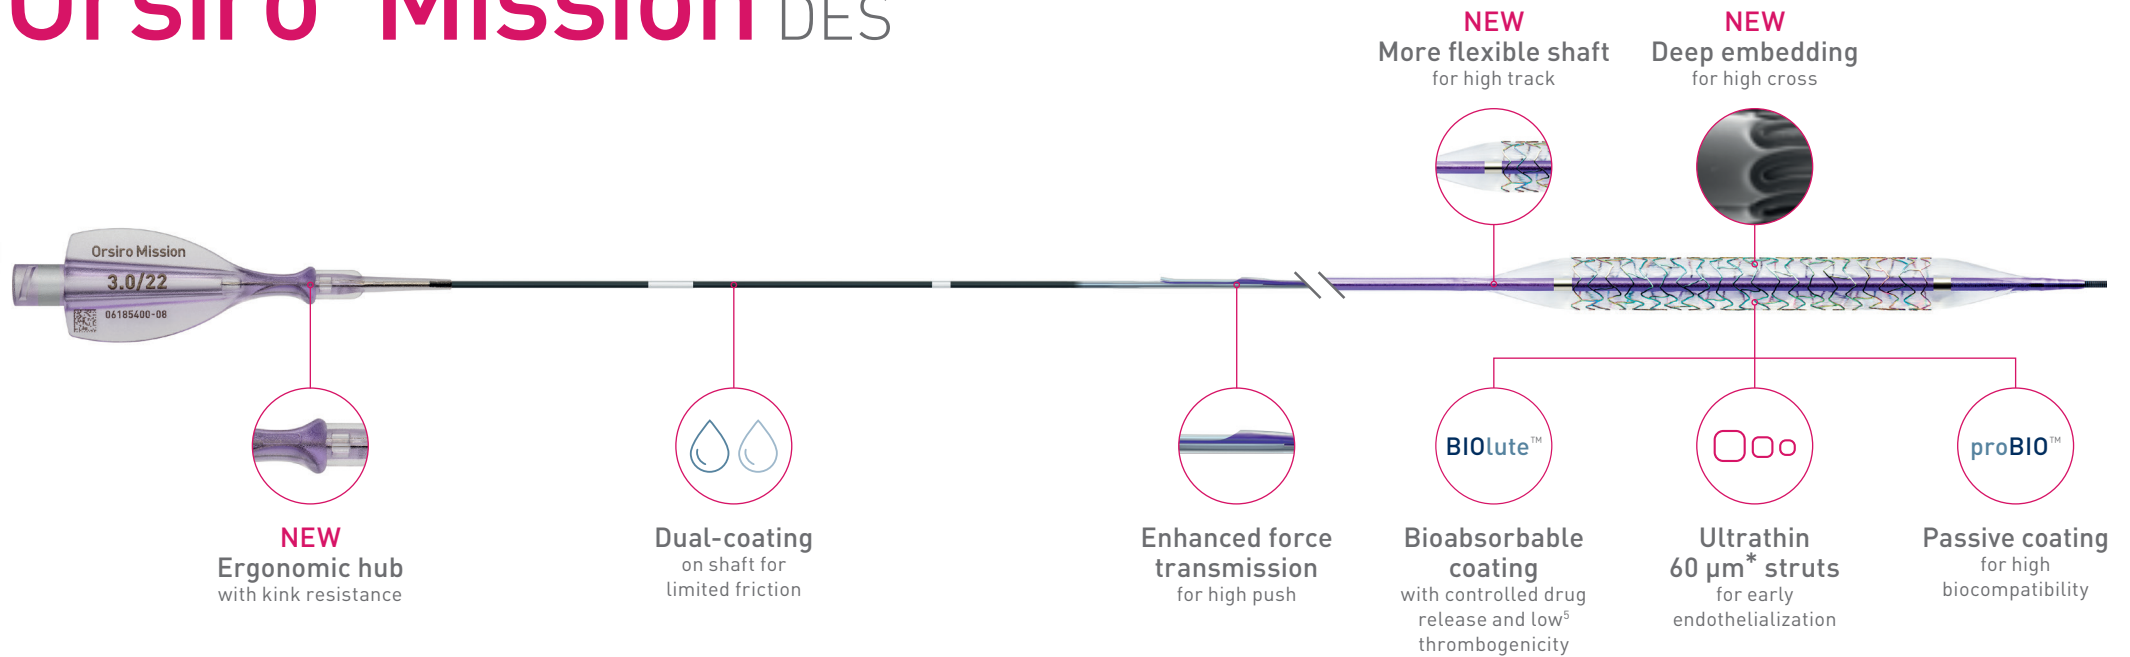 Orsiro Mission DES
NEW
More flexible shaft
for high track
NEW
Deep embedding
for high cross
Orsiro Mission
3.0/22
06185400-08
NEW
Ergonomic hub
with kink resistance
Dual-coating
on shaft for
limited friction
Enhanced force
transmission
for high push
BIOlute™
Bioabsorbable
coating
with controlled drug
release and low⁵
thrombogenicity
Ultrathin
60 µm* struts
for early
endothelialization
proBIO™
Passive coating
for high
biocompatibility